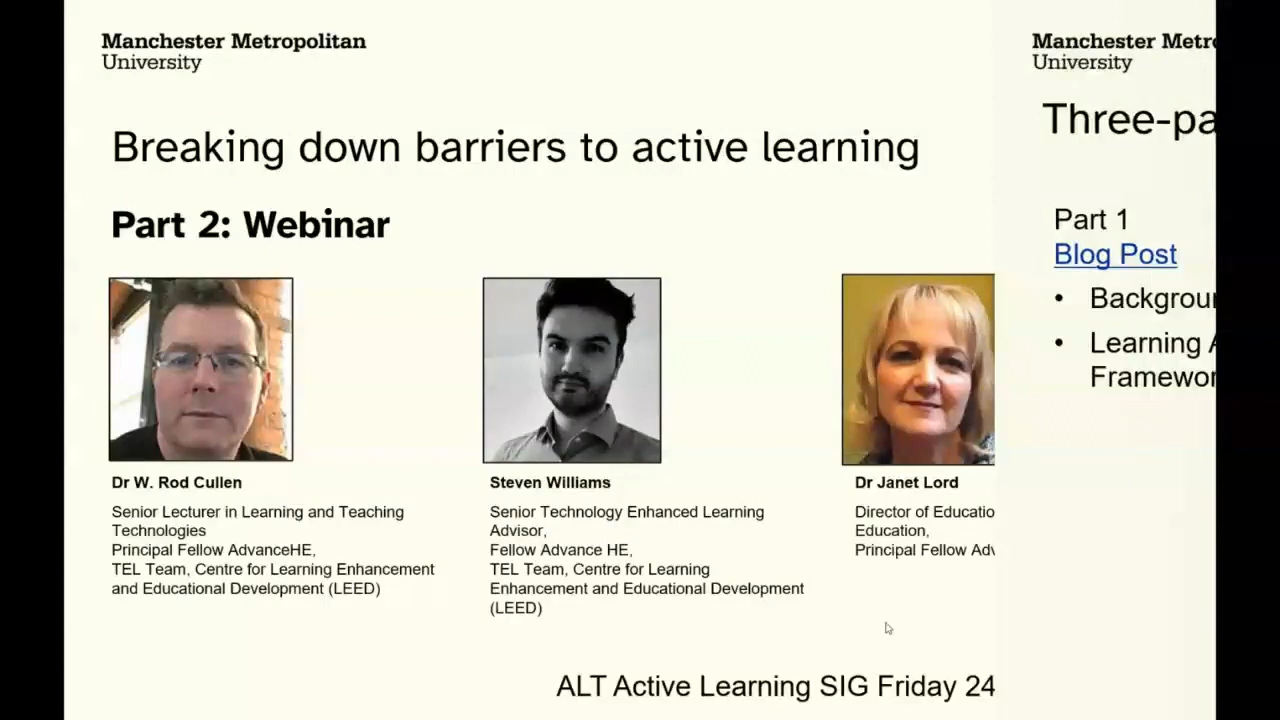 Manchester Metropolitan
University
Breaking down barriers to active learning
Part 2: Webinar
Dr W. Rod Cullen
Senior Lecturer in Learning and Teaching
Technologies
Principal Fellow AdvanceHE,
TEL Team, Centre for Learning Enhancement
and Educational Development (LEED)
Steven Williams
Senior Technology Enhanced Learning
Advisor,
Fellow Advance HE,
TEL Team, Centre for Learning
Enhancement and Educational Development
(LEED)
Dr Janet Lord
Director of Educatio
Education,
Principal Fellow Adv
ALT Active Learning SIG Friday 24
Manchester Metro
University
Three-pa
Part 1
Blog Post
• Backgrou
• Learning A
Framewor